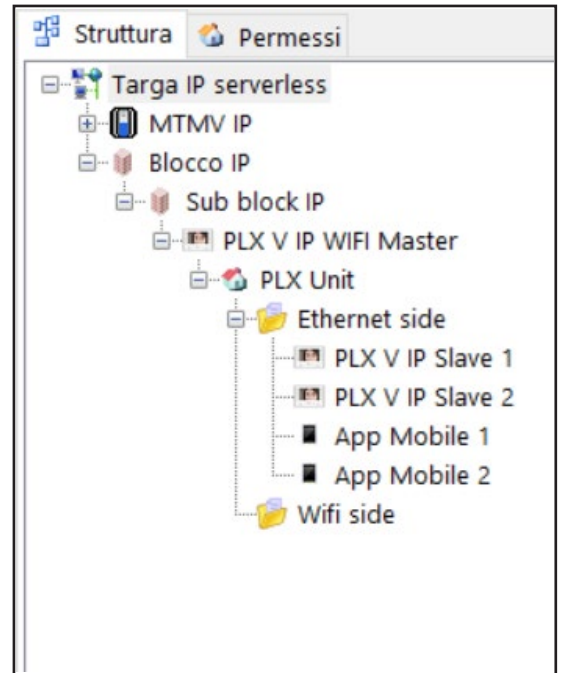 Struttura Permessi
Targa IP serverless
MTMV IP
Blocco IP
Sub block IP
PLX V IP WIFI Master
PLX Unit
Ethernet side
PLX V IP Slave 1
PLX V IP Slave 2
App Mobile 1
App Mobile 2
Wifi side